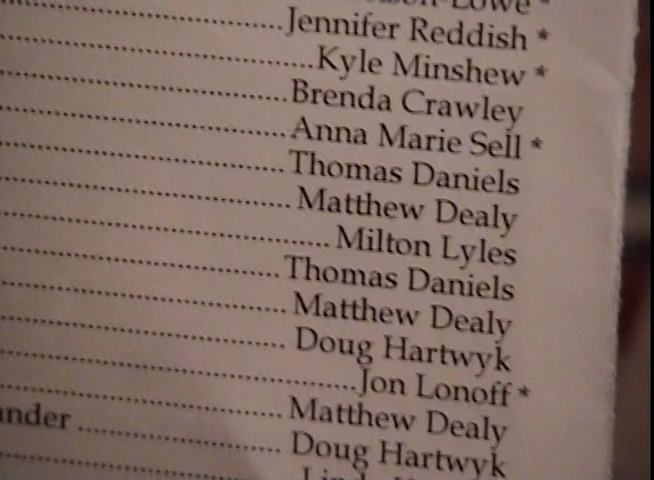 Jennifer Reddish *
Kyle Minshew *
Brenda Crawley
Anna Marie Sell *
Thomas Daniels
Matthew Dealy
Milton Lyles
Thomas Daniels
Matthew Dealy
Doug Hartwyk
Jon Lonoff *
Matthew Dealy
ander Doug Hartwyk